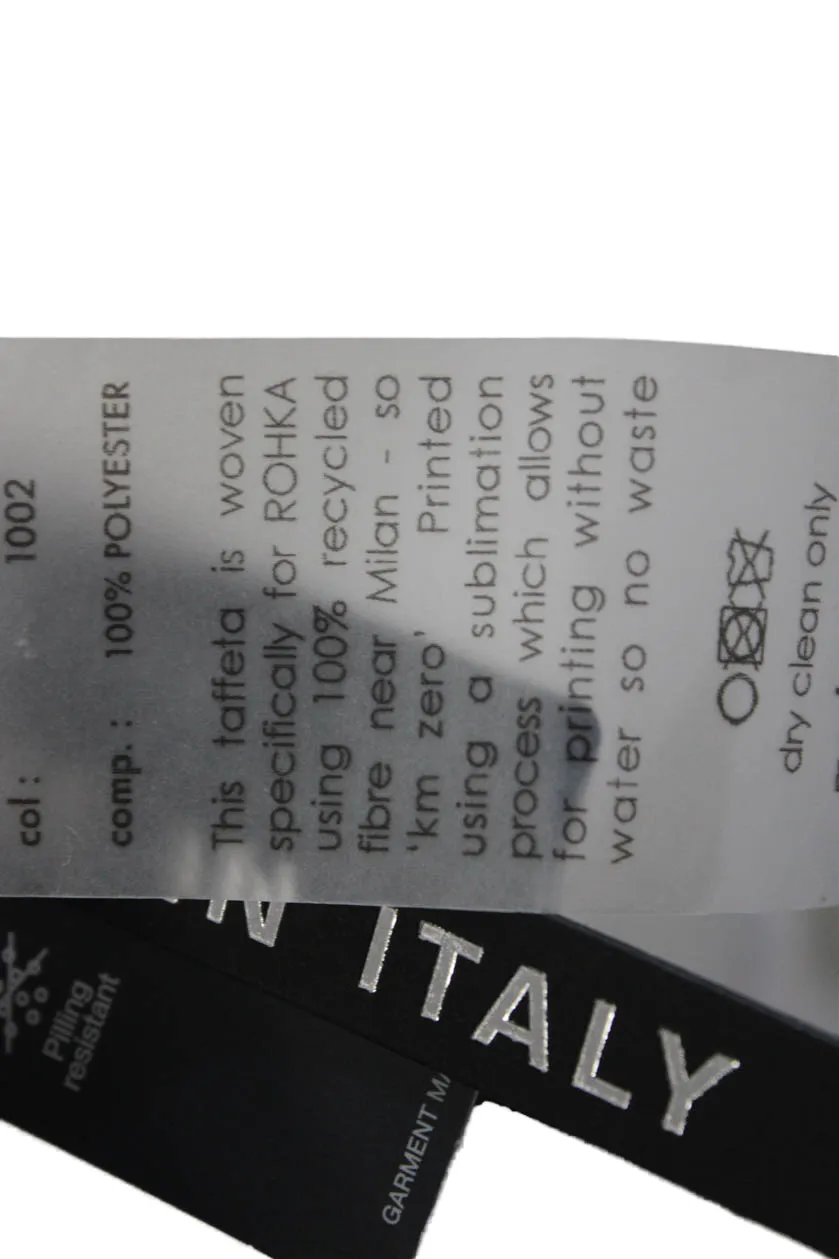 col : 1002
comp. : 100% POLYESTER
This taffeta is woven
specifically for ROHKA
using 100% recycled
fibre near Milan - so
‘km zero’ Printed
using a sublimation
process which allows
for printing without
water so no waste
dry clean only
IN ITALY
Pilling
resistant
GARMENT